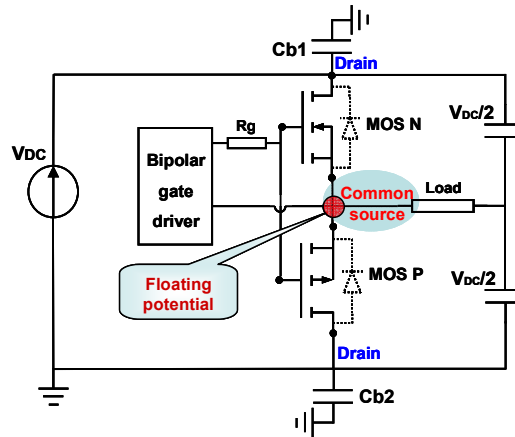 Cb1
Drain
VDC/2
MOS N
Rg
VDC
Bipolar
gate
driver
Common
source
Load
Floating
potential
MOS P
VDC/2
Drain
Cb2